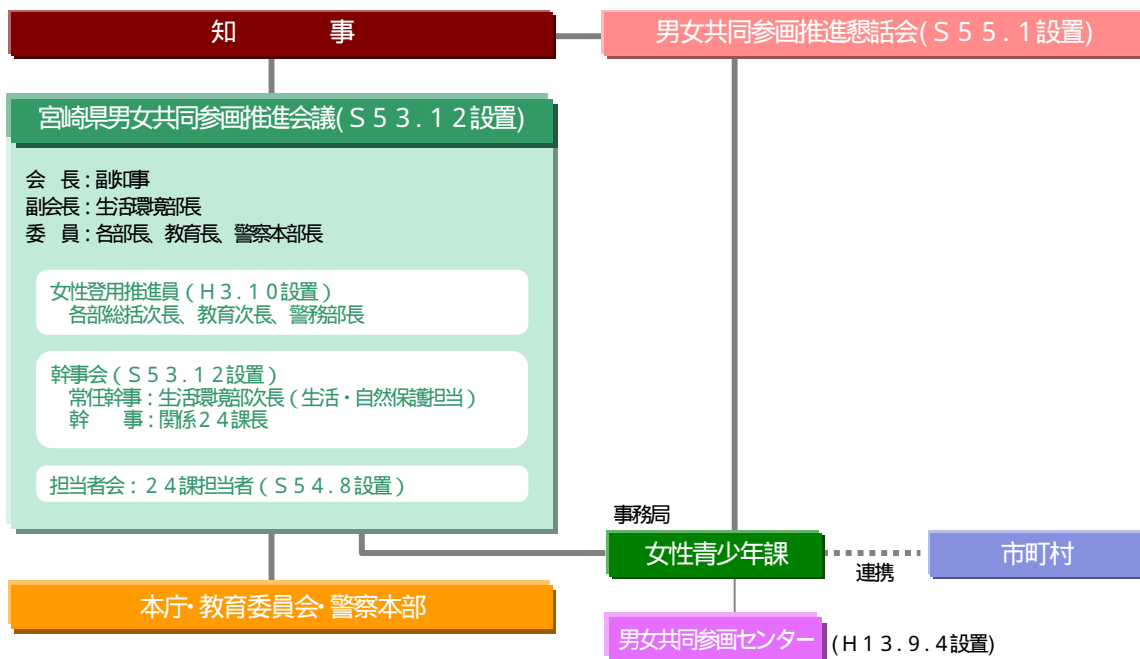 知　　　事
男女共同参画推進懇話会(Ｓ５５.１設置)
宮崎県男女共同参画推進会議(Ｓ５３.１２設置)
会　長：副知事
副会長：生活環境部長
委　員：各部長、教育長、警察本部長
女性登用推進員（Ｈ３.１０設置）
各部総括次長、教育次長、警務部長
幹事会（Ｓ５３.１２設置）
常任幹事：生活環境部次長（生活・自然保護担当）
幹　　事：関係２４課長
担当者会：２４課担当者（Ｓ５４.８設置）
事務局
女性青少年課
連携
市町村
本庁・教育委員会・警察本部
男女共同参画センター
(Ｈ１３.９.４設置)